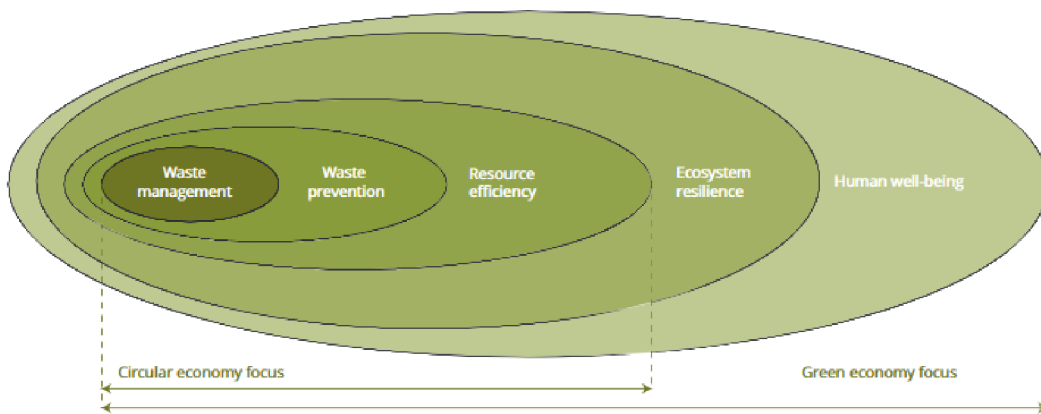 Waste
management
Waste
prevention
Resource
efficiency
Ecosystem
resilience
Human well-being
Circular economy focus
Green economy focus